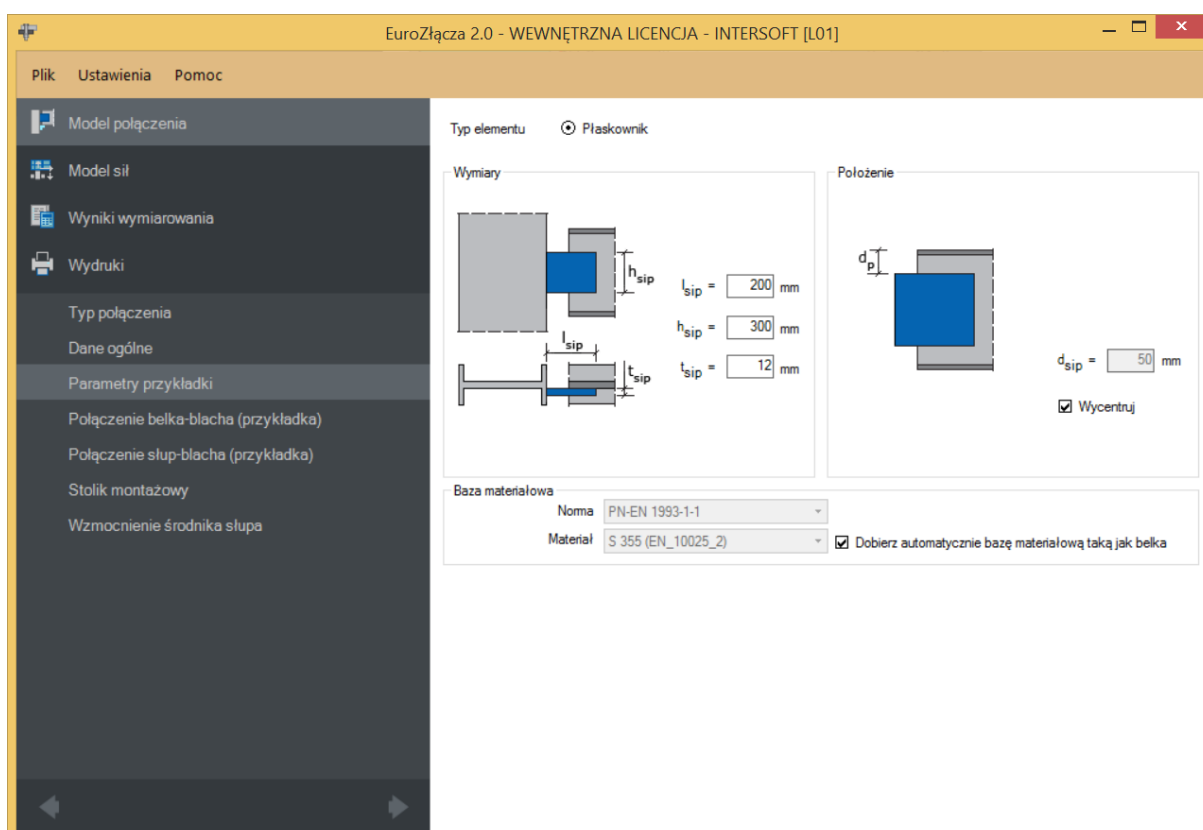 EuroZłącza 2.0 - WEWNĘTRZNA LICENCJA - INTERSOFT [L01]
Plik Ustawienia Pomoc
Model połączenia
Model sił
Wyniki wymiarowania
Wydruki
Typ połączenia
Dane ogólne
Parametry przykładki
Połączenie belka-blacha (przykładka)
Połączenie słup-blacha (przykładka)
Stolik montażowy
Wzmocnienie środnika słupa
Typ elementu Płaskownik
Wymiary
hsip
lsip
tsip
lsip = 200 mm
hsip = 300 mm
tsip = 12 mm
Położenie
dp
dsip = 50 mm
Wycentruj
Baza materiałowa
Norma PN-EN 1993-1-1
Materiał S 355 (EN_10025_2) Dobierz automatycznie bazę materiałową taką jak belka